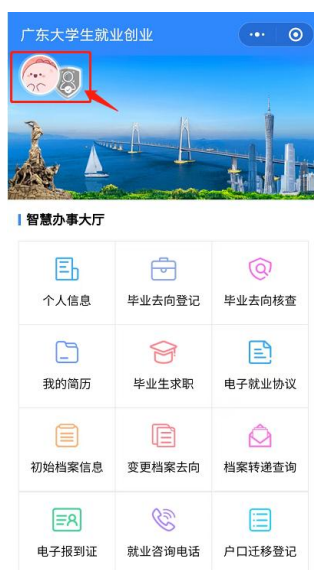 广东大学生就业创业
智慧办事大厅
个人信息 毕业去向登记 毕业去向核查
我的简历 毕业生求职 电子就业协议
初始档案信息 变更档案去向 档案转递查询
电子报到证 就业咨询电话 户口迁移登记